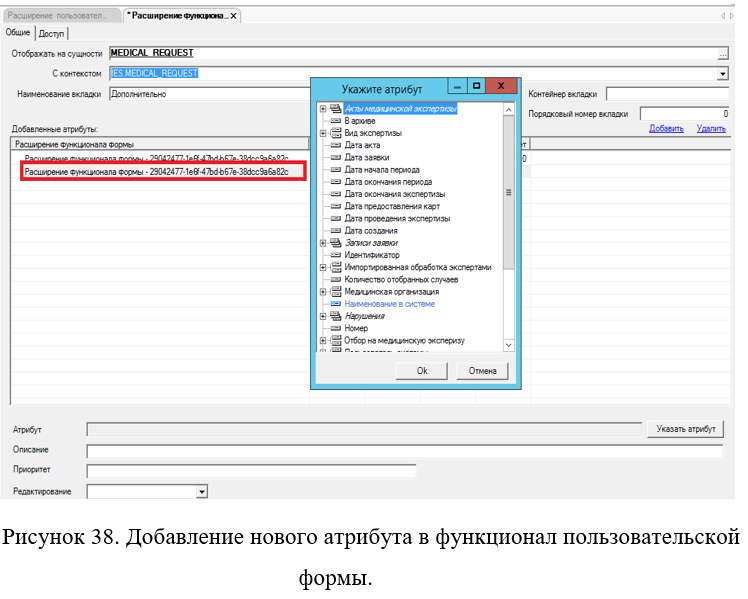 Расширение пользовател..
* Расширение функциона..
Общие
Доступ
Отображать на сущности
MEDICAL_REQUEST
...
С контекстом
IES.MEDICAL_REQUEST
Наименование вкладки
Дополнительно
Контейнер вкладки
Порядковый номер вкладки
0
Добавленные атрибуты:
Добавить
Удалить
Расширение функционала формы
Расширение функционала формы - 29042477-1e6f-47bd-b67e-38dcc9a6a82c
0
Расширение функционала формы - 29042477-1e6f-47bd-b67e-38dcc9a6a82c
Укажите атрибут
Акты медицинской экспертизы
В архиве
Вид экспертизы
Дата акта
Дата заявки
Дата начала периода
Дата окончания периода
Дата окончания экспертизы
Дата предоставления карт
Дата проведения экспертизы
Дата создания
Записи заявки
Идентификатор
Импортированная обработка экспертами
Количество отобранных случаев
Медицинская организация
Наименование в системе
Нарушения
Номер
Отбор на медицинскую эксперизу
Ok
Отмена
Атрибут
Указать атрибут
Описание
Приоритет
Редактирование
Рисунок 38. Добавление нового атрибута в функционал пользовательской
формы.